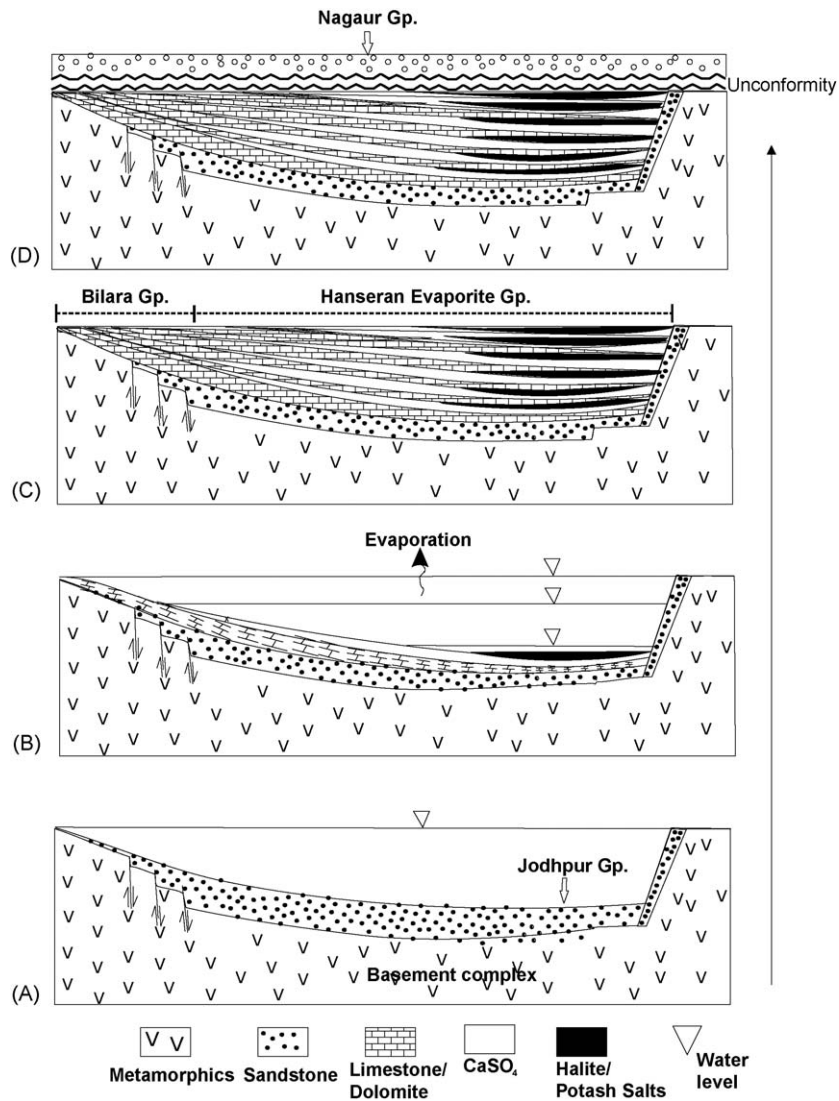 Nagaur Gp.
Unconformity
(D)
Bilara Gp.
Hanseran Evaporite Gp.
(C)
Evaporation
(B)
Jodhpur Gp.
Basement complex
(A)
Metamorphics
Sandstone
Limestone/
Dolomite
CaSO₄
Halite/
Potash Salts
Water
level